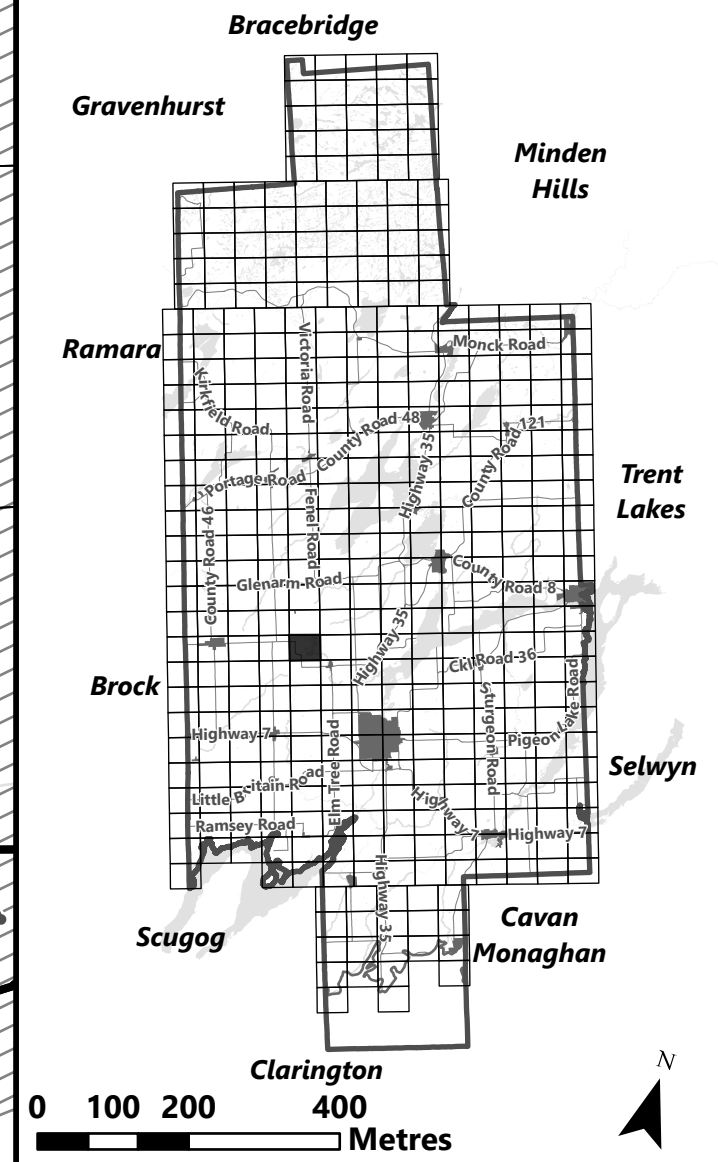 Bracebridge
Gravenhurst
Minden
Hills
Ramara
Monck Road
Victoria Road
Kirkfield Road
County Road 48
County Road 121
Highway 35
Portage Road
Trent
Lakes
Fenel Road
County Road 46
County Road 8
Glenarm Road
Highway 35
Ckl Road 36
Brock
Sturgeon Road
Pigeon Lake Road
Highway 7
Elm Tree Road
Selwyn
Little Britain Road
Highway 7
Ramsey Road
Highway 7
Highway 35
Scugog
Cavan
Monaghan
Clarington
N
0 100 200 400
Metres